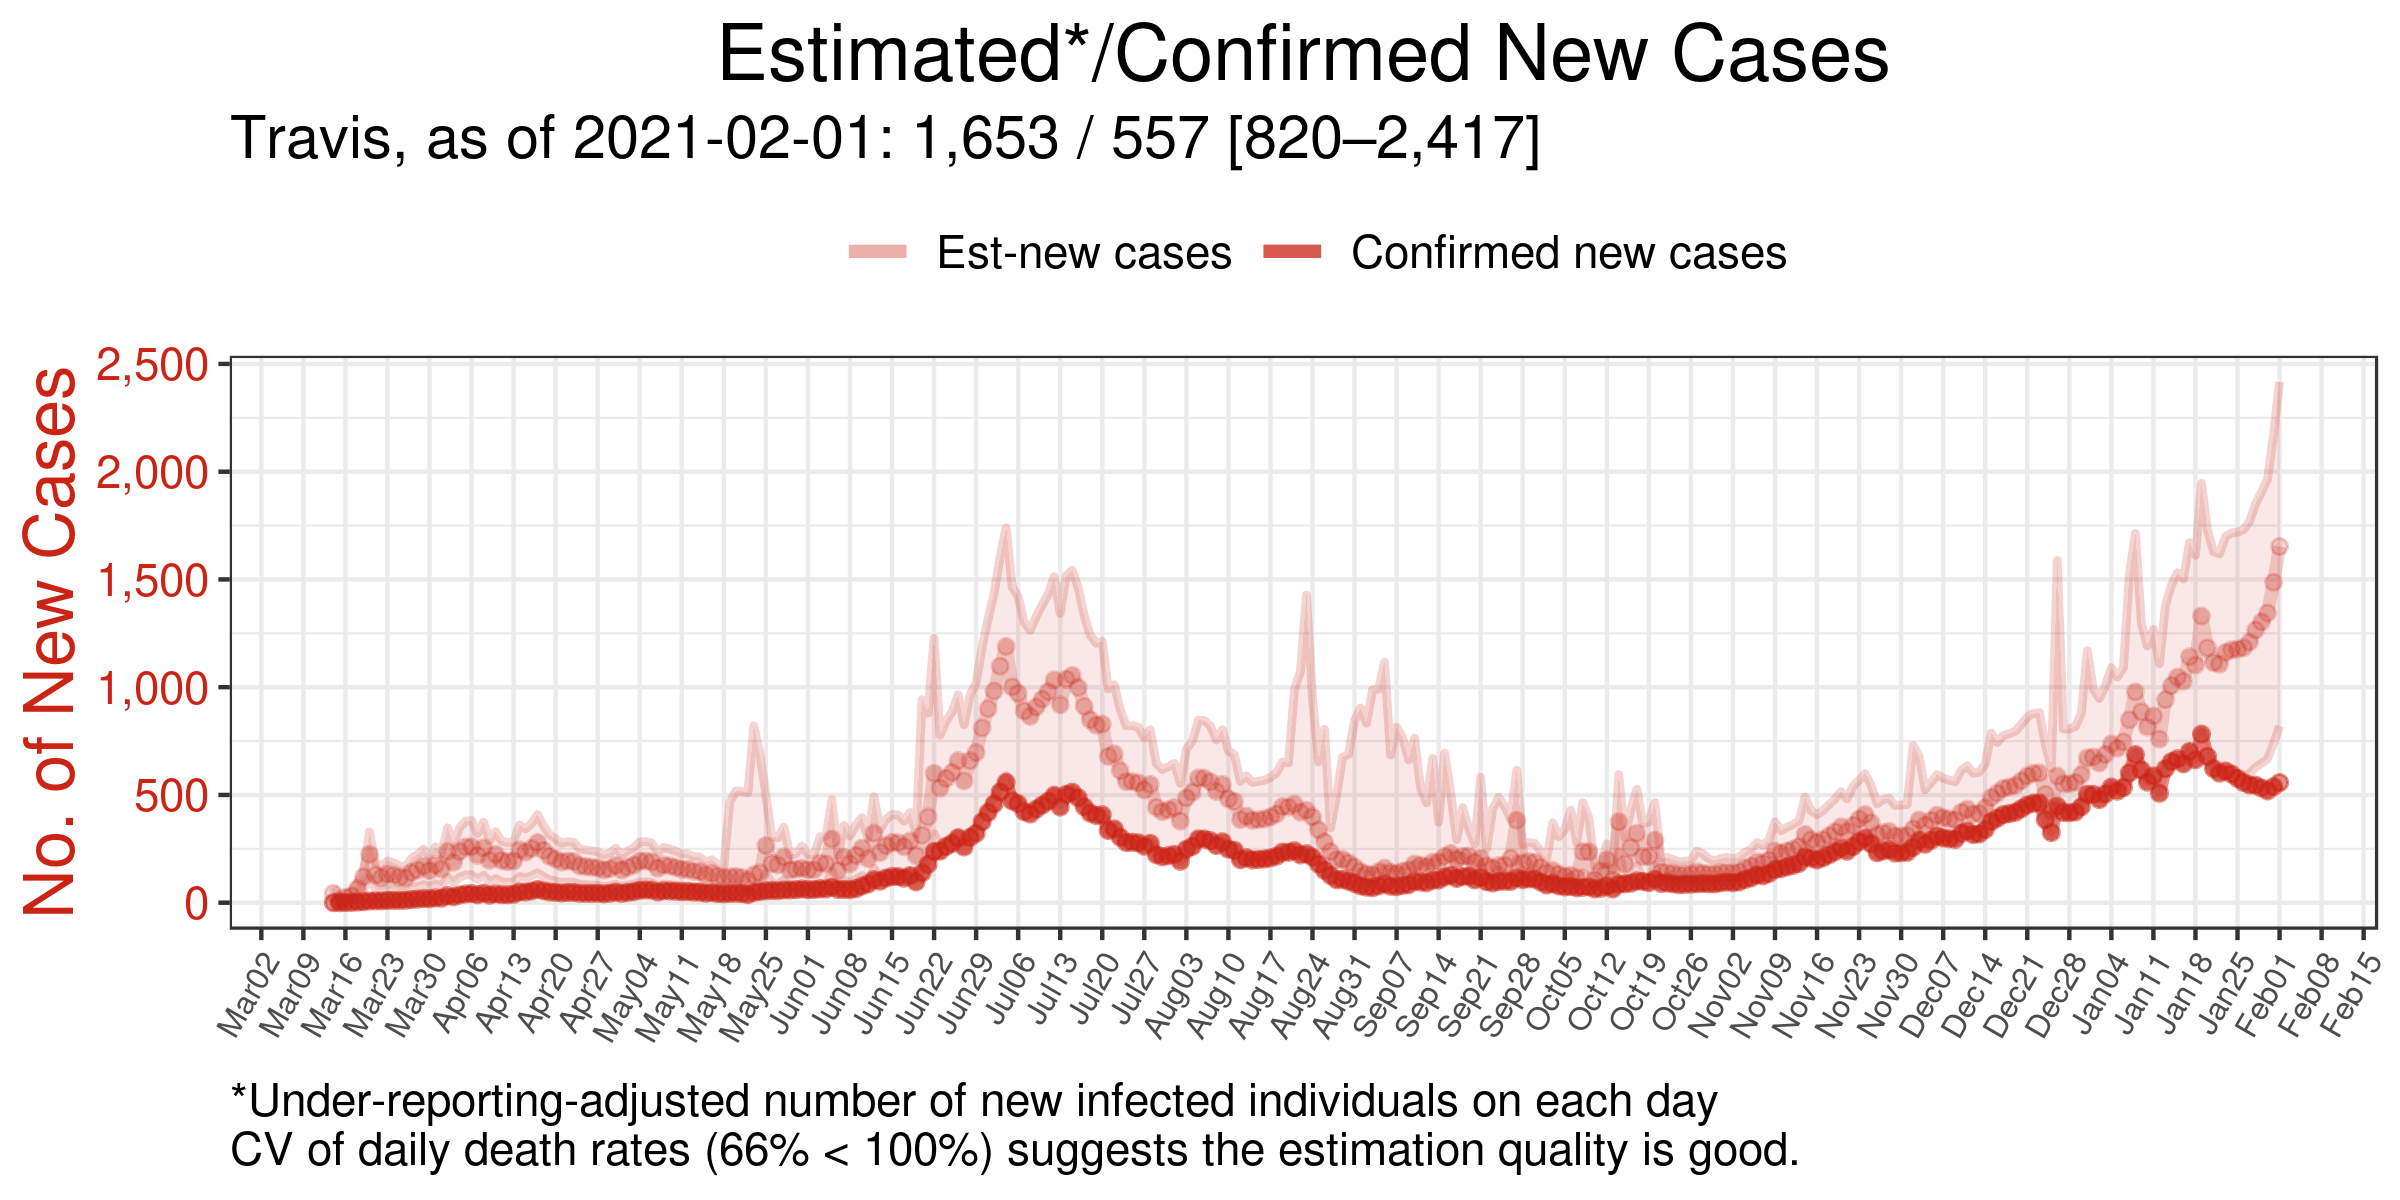 Estimated*/Confirmed New Cases
Travis, as of 2021-02-01: 1,653 / 557 [820–2,417]
Est-new cases Confirmed new cases
No. of New Cases
2,500
2,000
1,500
1,000
500
0
Mar02 Mar09 Mar16 Mar23 Mar30 Apr06 Apr13 Apr20 Apr27 May04 May11 May18 May25 Jun01 Jun08 Jun15 Jun22 Jun29 Jul06 Jul13 Jul20 Jul27 Aug03 Aug10 Aug17 Aug24 Aug31 Sep07 Sep14 Sep21 Sep28 Oct05 Oct12 Oct19 Oct26 Nov02 Nov09 Nov16 Nov23 Nov30 Dec07 Dec14 Dec21 Dec28 Jan04 Jan11 Jan18 Jan25 Feb01 Feb08 Feb15
*Under-reporting-adjusted number of new infected individuals on each day
CV of daily death rates (66% < 100%) suggests the estimation quality is good.